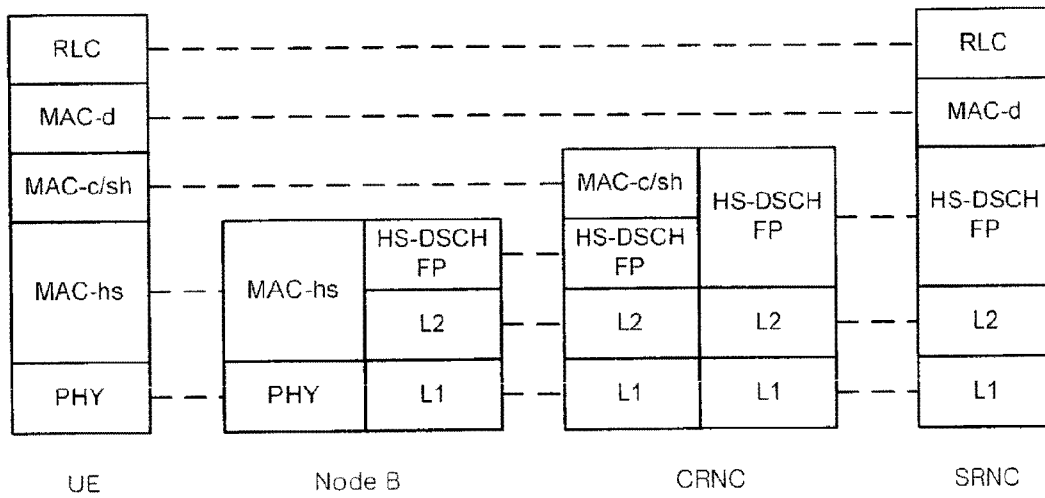 RLC
RLC
MAC-d
MAC-d
MAC-c/sh
MAC-c/sh
HS-DSCH
FP
HS-DSCH
FP
MAC-hs
MAC-hs
HS-DSCH
FP
HS-DSCH
FP
L2
L2
L2
L2
PHY
PHY
L1
L1
L1
L1
UE
Node B
CRNC
SRNC